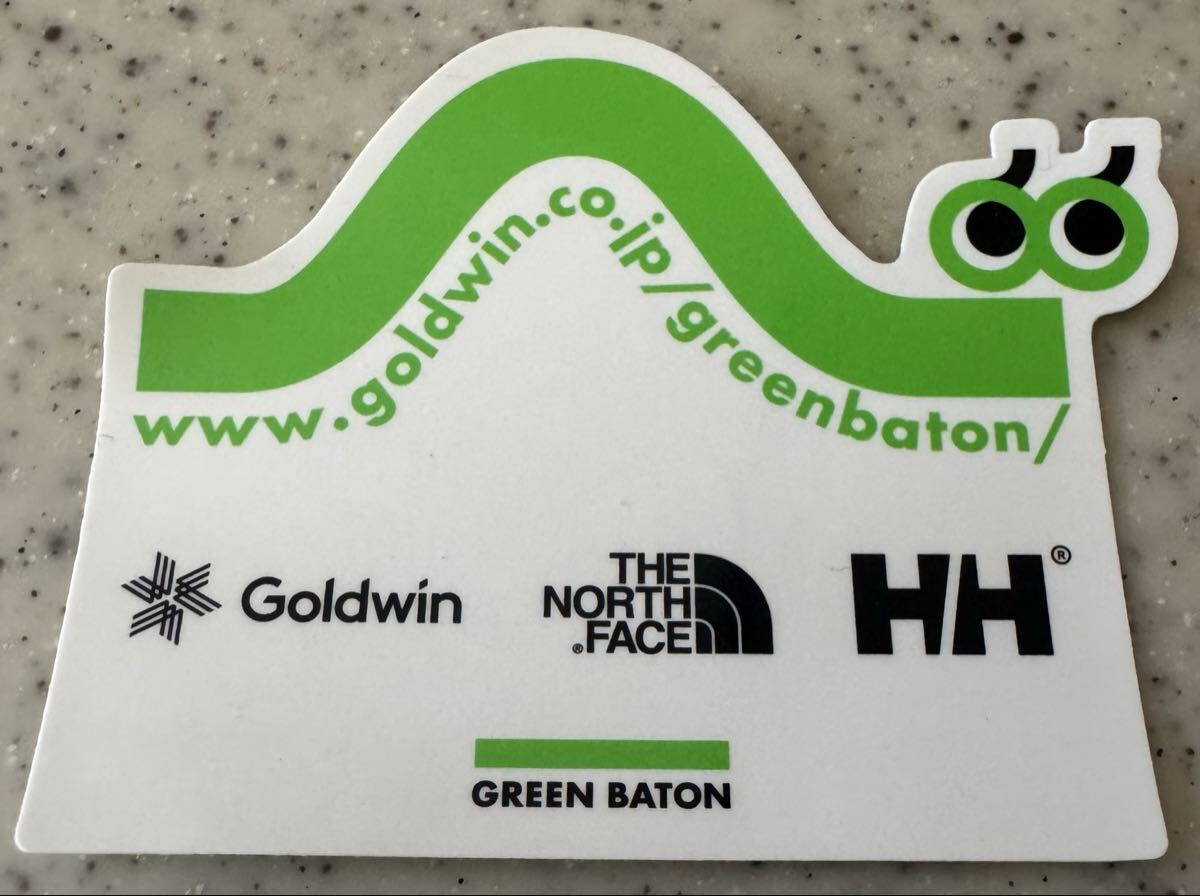 www.goldwin.co.jp/greenbaton/
Goldwin
THE
NORTH
® FACE
HH®
GREEN BATON